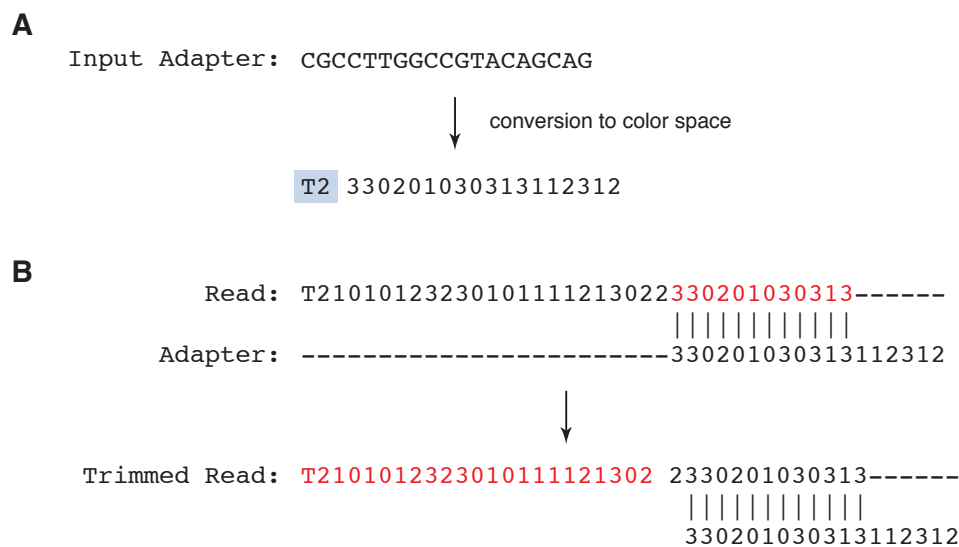 A
Input Adapter: CGCCTTGGCCGTACAGCAG
conversion to color space
T2 330201030313112312
B
Read: T21010123230101111213022330201030313------
||||||||||||
Adapter: ------------------------330201030313112312
Trimmed Read: T2101012323010111121302 2330201030313------
||||||||||||
330201030313112312